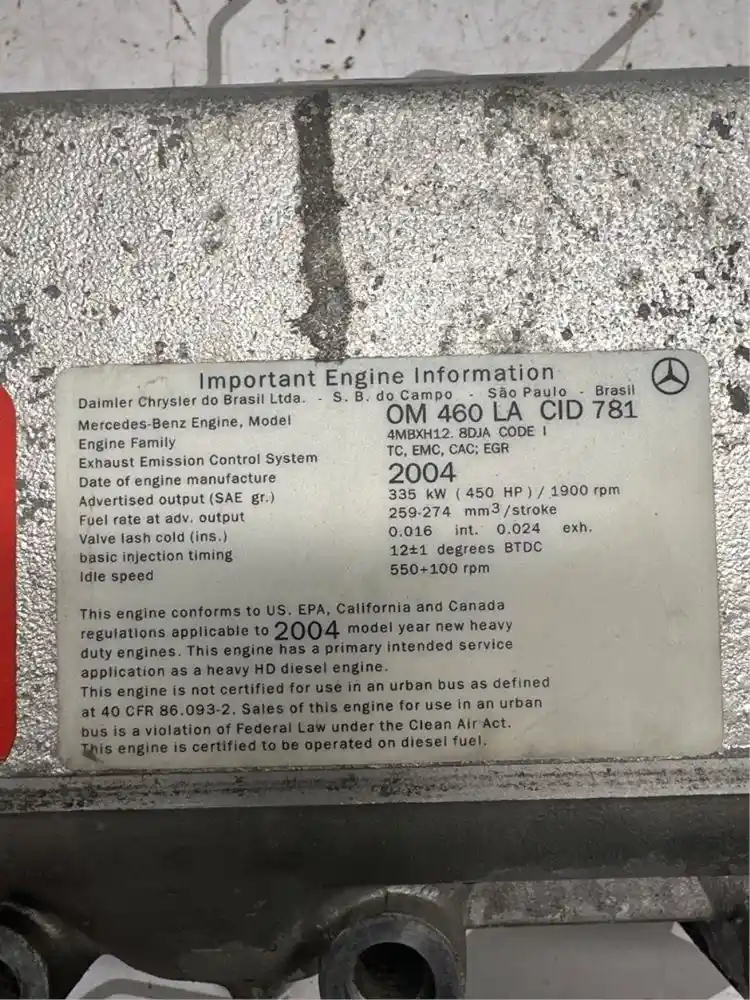 Important Engine Information
Daimler Chrysler do Brasil Ltda. - S. B. do Campo - São Paulo - Brasil
Mercedes-Benz Engine, Model OM 460 LA CID 781
Engine Family 4MBXH12. 8DJA CODE I
Exhaust Emission Control System TC, EMC, CAC; EGR
Date of engine manufacture 2004
Advertised output (SAE gr.) 335 kW ( 450 HP ) / 1900 rpm
Fuel rate at adv. output 259-274 mm³/stroke
Valve lash cold (ins.) 0.016 int. 0.024 exh.
basic injection timing 12±1 degrees BTDC
Idle speed 550+100 rpm
This engine conforms to US. EPA, California and Canada
regulations applicable to 2004 model year new heavy
duty engines. This engine has a primary intended service
application as a heavy HD diesel engine.
This engine is not certified for use in an urban bus as defined
at 40 CFR 86.093-2. Sales of this engine for use in an urban
bus is a violation of Federal Law under the Clean Air Act.
This engine is certified to be operated on diesel fuel.